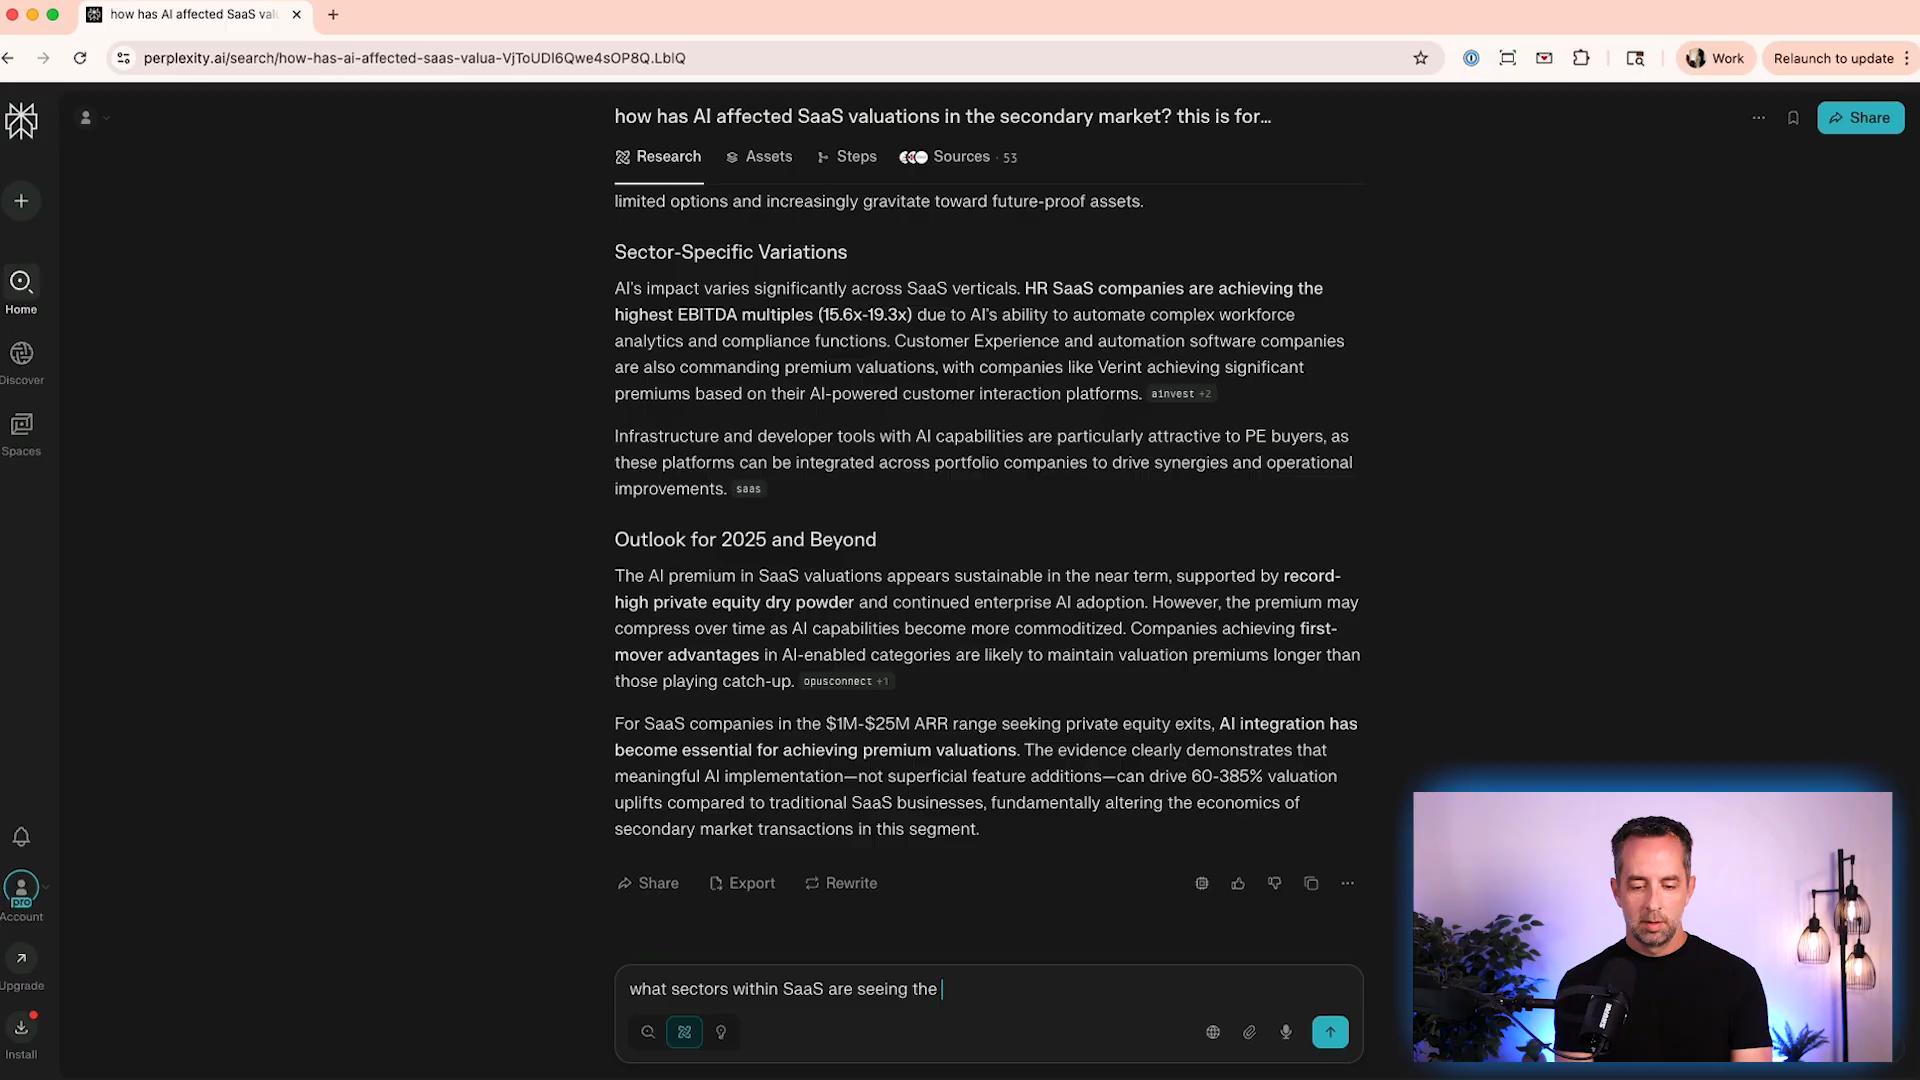 how has AI affected SaaS val
perplexity.ai/search/how-has-ai-affected-saas-valua-VjToUDI6Qwe4sOP8Q.LbIQ
Work
Relaunch to update
how has AI affected SaaS valuations in the secondary market? this is for...
Share
Research
Assets
Steps
Sources · 53
limited options and increasingly gravitate toward future-proof assets.
Sector-Specific Variations
AI's impact varies significantly across SaaS verticals. HR SaaS companies are achieving the
highest EBITDA multiples (15.6x-19.3x) due to AI's ability to automate complex workforce
analytics and compliance functions. Customer Experience and automation software companies
are also commanding premium valuations, with companies like Verint achieving significant
premiums based on their AI-powered customer interaction platforms. ainvest +2
Infrastructure and developer tools with AI capabilities are particularly attractive to PE buyers, as
these platforms can be integrated across portfolio companies to drive synergies and operational
improvements. saas
Outlook for 2025 and Beyond
The AI premium in SaaS valuations appears sustainable in the near term, supported by record-
high private equity dry powder and continued enterprise AI adoption. However, the premium may
compress over time as AI capabilities become more commoditized. Companies achieving first-
mover advantages in AI-enabled categories are likely to maintain valuation premiums longer than
those playing catch-up. opusconnect +1
For SaaS companies in the $1M-$25M ARR range seeking private equity exits, AI integration has
become essential for achieving premium valuations. The evidence clearly demonstrates that
meaningful AI implementation—not superficial feature additions—can drive 60-385% valuation
uplifts compared to traditional SaaS businesses, fundamentally altering the economics of
secondary market transactions in this segment.
Share
Export
Rewrite
what sectors within SaaS are seeing the
Home
Discover
Spaces
pro
Account
Upgrade
Install
SHURE